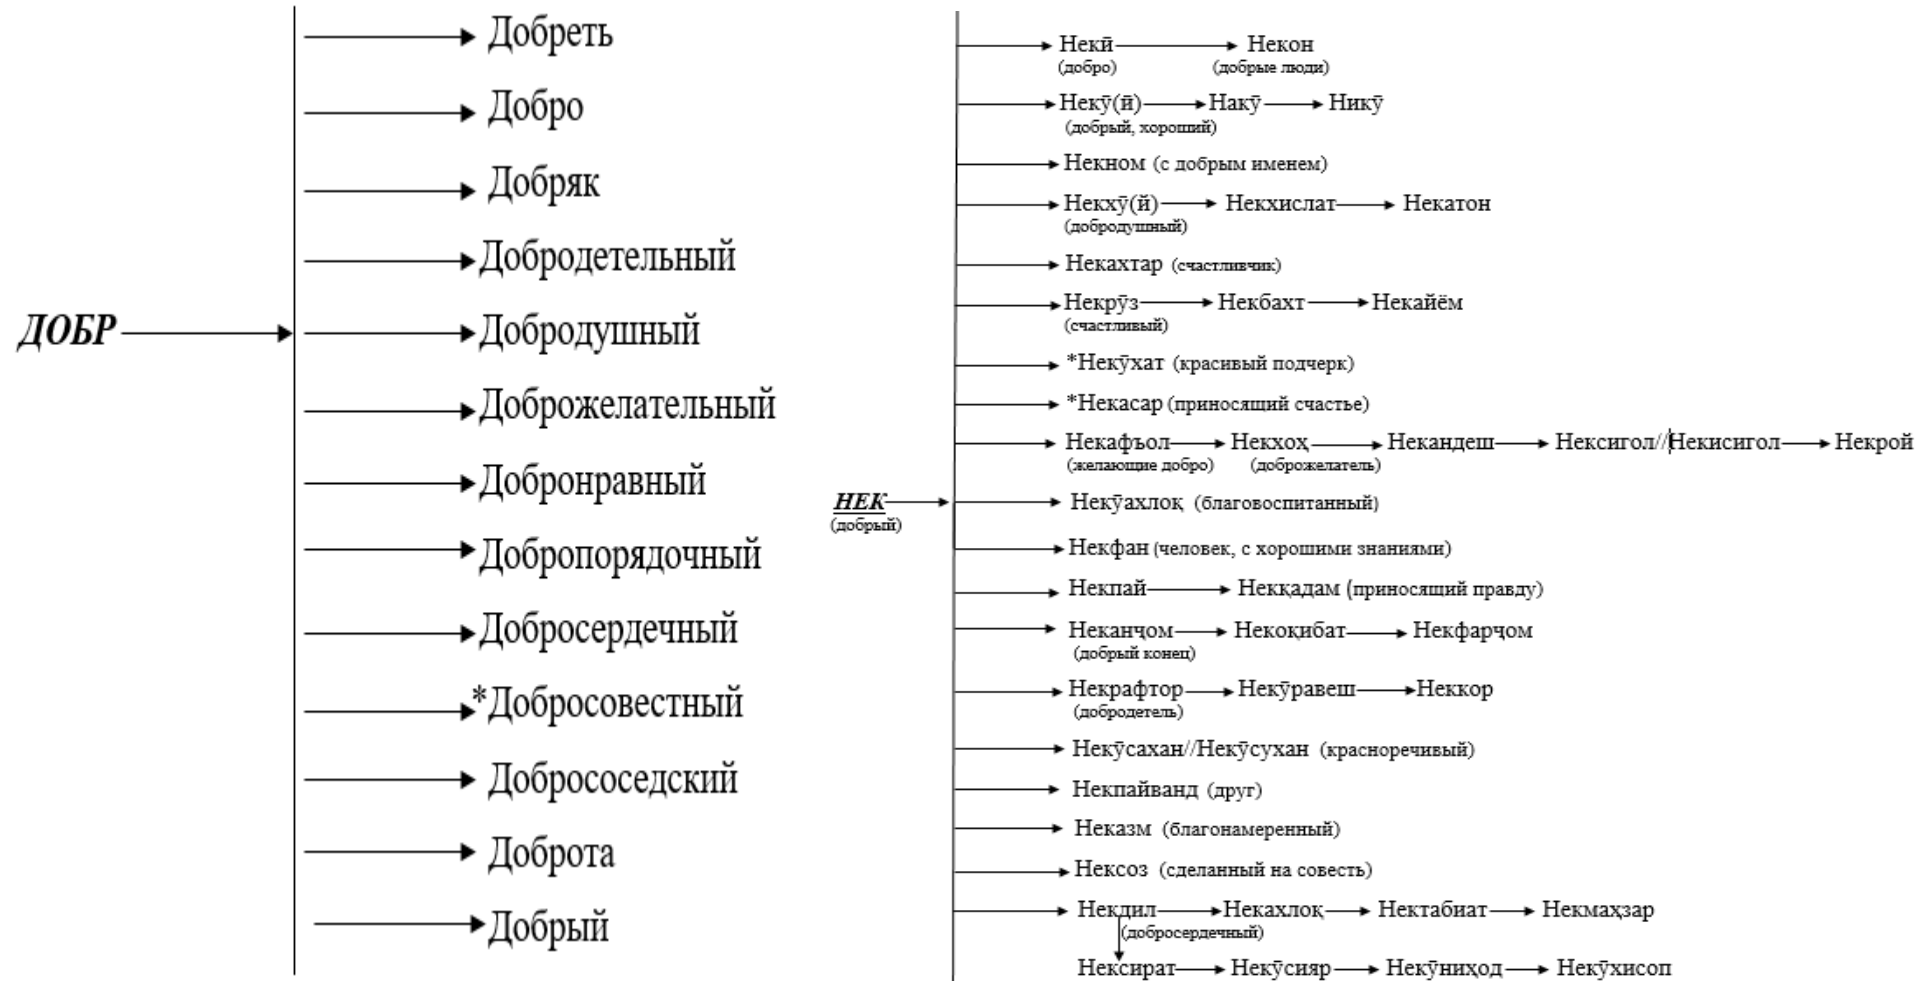 ДОБР
Добреть
Добро
Добряк
Добродетельный
Добродушный
Доброжелательный
Добронравный
Добропорядочный
Добросердечный
*Добросовестный
Добрососедский
Доброта
Добрый
НЕК
(добрый)
Некӣ Некон
(добро) (добрые люди)
Некӯ(й) Накӯ Никӯ
(добрый, хороший)
Некном (с добрым именем)
Некхӯ(й) Некхислат Некатон
(добродушный)
Некахтар (счастливчик)
Некрӯз Некбахт Некайём
(счастливый)
*Некӯхат (красивый подчерк)
*Некасар (приносящий счастье)
Некафъол Некхоҳ Некандеш Нексигол//Некисигол Некрой
(желающие добро) (доброжелатель)
Некӯахлоқ (благовоспитанный)
Некфан (человек, с хорошими знаниями)
Некпай Некқадам (приносящий правду)
Неканҷом Некоқибат Некфарҷом
(добрый конец)
Некрафтор Некӯравеш Неккор
(добродетель)
Некӯсахан//Некӯсухан (красноречивый)
Некпайванд (друг)
Неказм (благонамеренный)
Нексоз (сделанный на совесть)
Некдил Некахлоқ Нектабиат Некмаҳзар
(добросердечный)
Нексират Некӯсияр Некӯниҳод Некӯхисоп